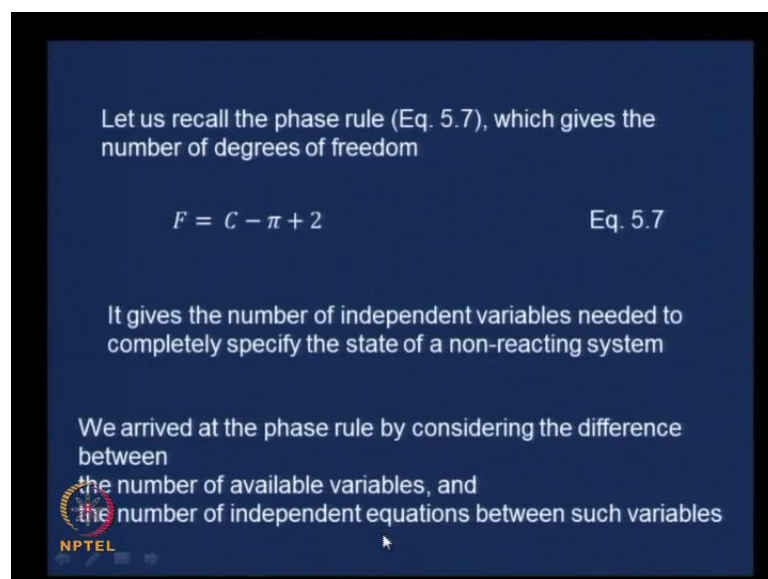 Let us recall the phase rule (Eq. 5.7), which gives the
number of degrees of freedom
F = C − π + 2 Eq. 5.7
It gives the number of independent variables needed to
completely specify the state of a non-reacting system
We arrived at the phase rule by considering the difference
between
the number of available variables, and
the number of independent equations between such variables
NPTEL